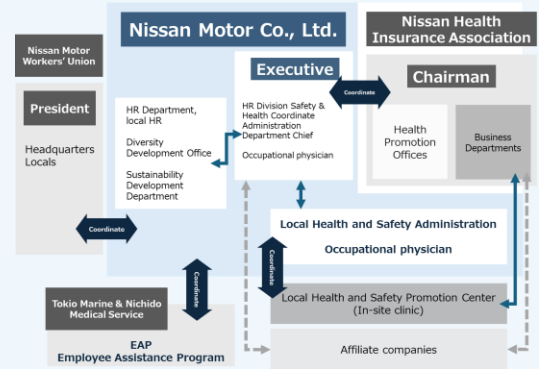 Nissan Motor
Workers' Union
President
Headquarters
Locals
Nissan Motor Co., Ltd.
Executive
HR Department,
local HR
Diversity
Development Office
Sustainability
Development
Department
HR Division Safety &
Health Coordinate
Administration
Department Chief
Occupational physician
Coordinate
Nissan Health
Insurance Association
Chairman
Health
Promotion
Offices
Business
Departments
Coordinate
Local Health and Safety Administration
Occupational physician
Coordinate
Coordinate
Local Health and Safety Promotion Center
(In-site clinic)
Tokio Marine & Nichido
Medical Service
EAP
Employee Assistance Program
Affiliate companies